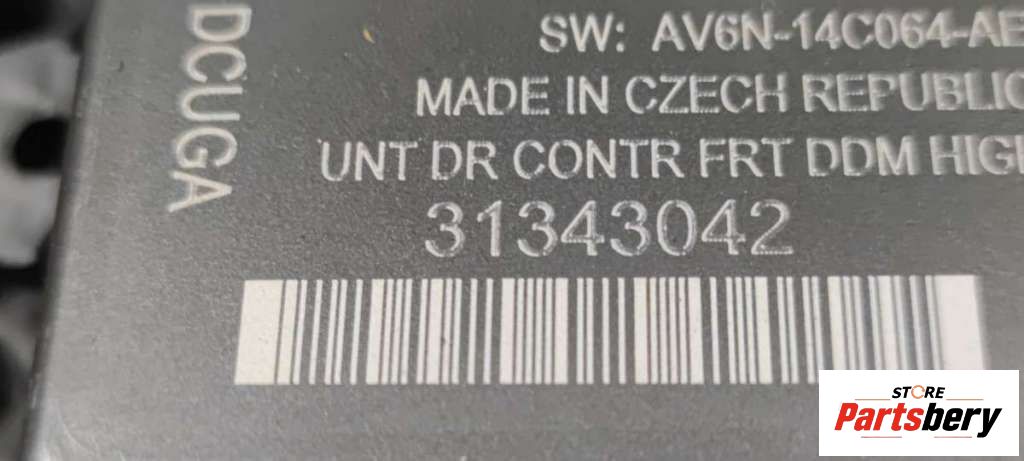 SW: AV6N-14C064-AE
MADE IN CZECH REPUBLIC
UNT DR CONTR FRT DDM HIGH
31343042
DCUGA
STORE
Partsbery